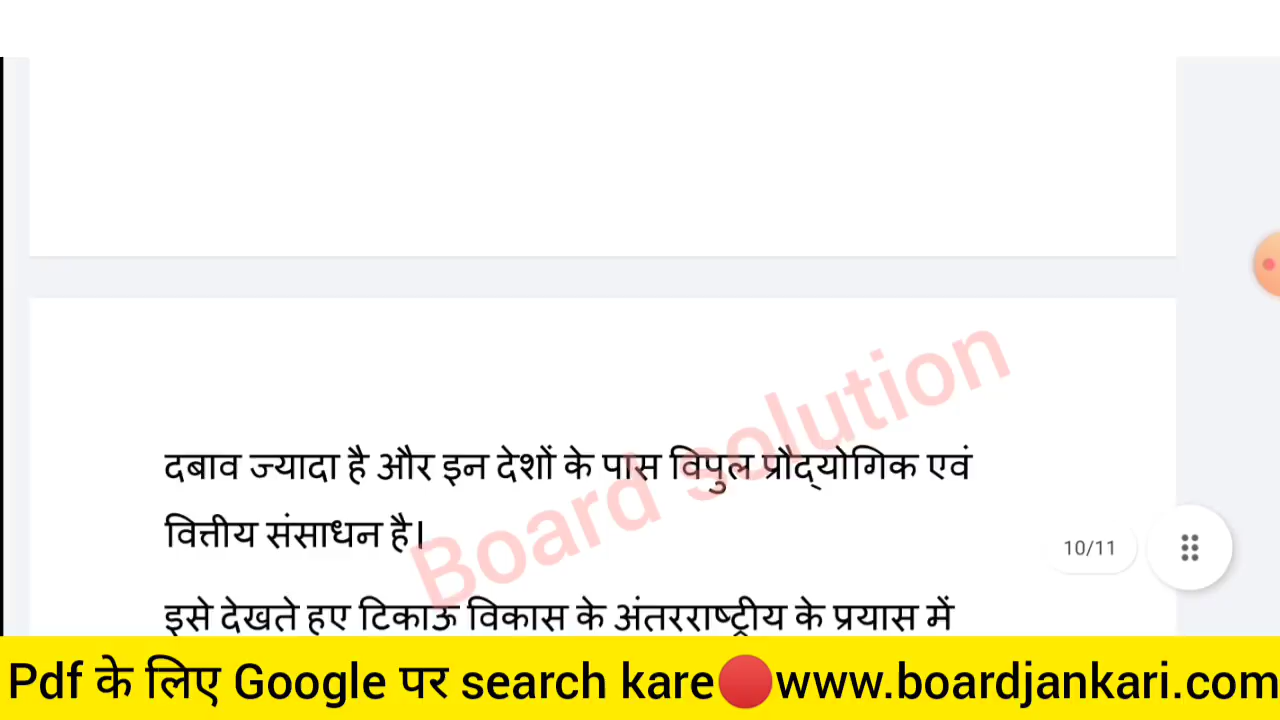 Board solution
दबाव ज्यादा है और इन देशों के पास विपुल प्रौद्योगिक एवं
वित्तीय संसाधन है।
10/11
इसे देखते हुए टिकाऊ विकास के अंतरराष्ट्रीय के प्रयास में
Pdf के लिए Google पर search kare🔴www.boardjankari.com